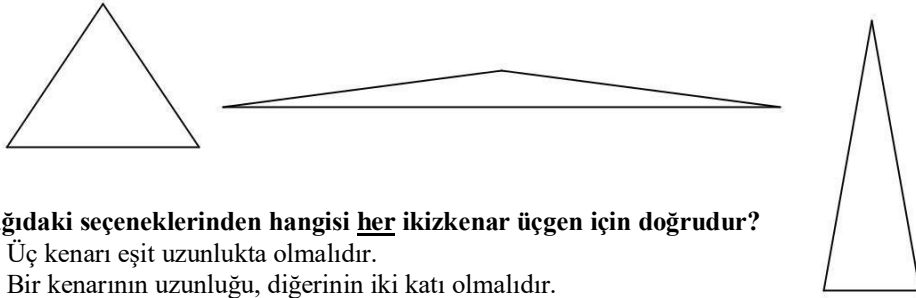 ğıdaki seçeneklerinden hangisi her ikizkenar üçgen için doğrudur?
Üç kenarı eşit uzunlukta olmalıdır.
Bir kenarının uzunluğu, diğerinin iki katı olmalıdır.